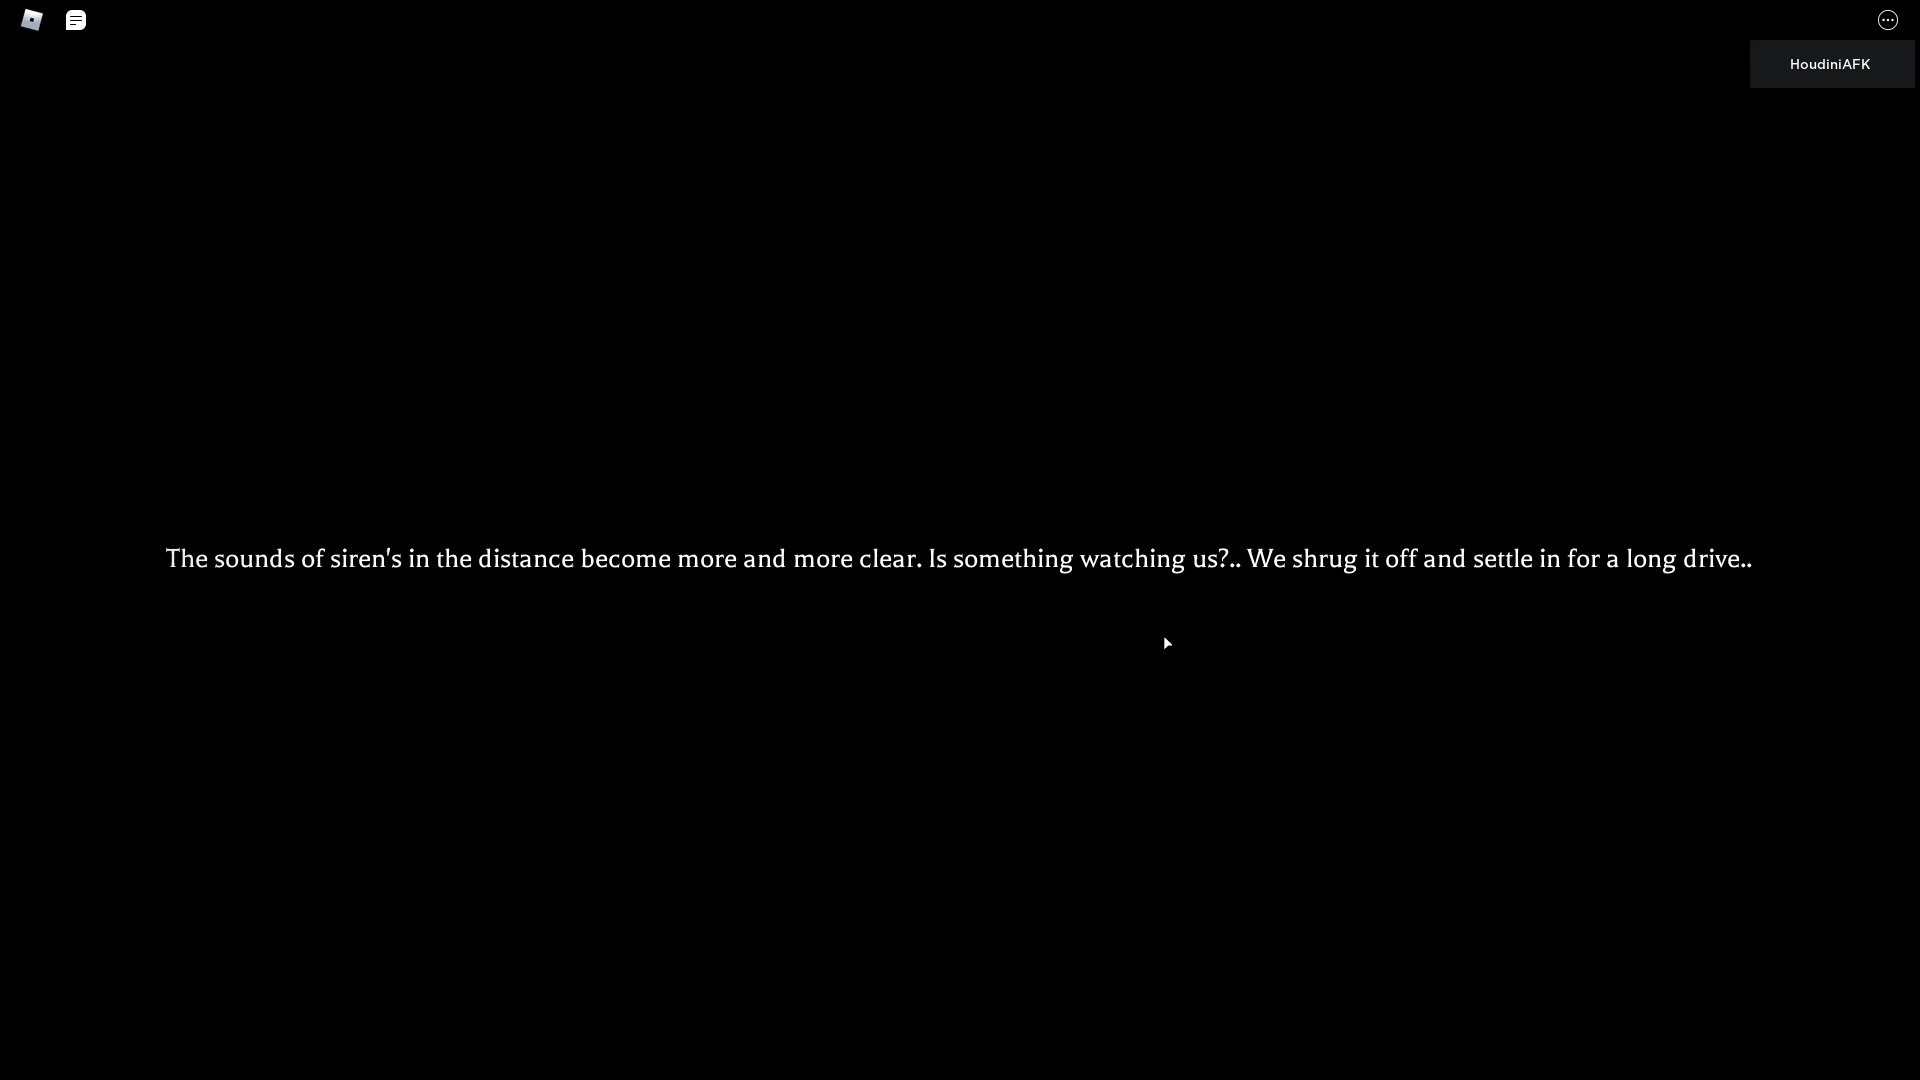 HoudiniAFK
The sounds of siren's in the distance become more and more clear. Is something watching us?.. We shrug it off and settle in for a long drive..